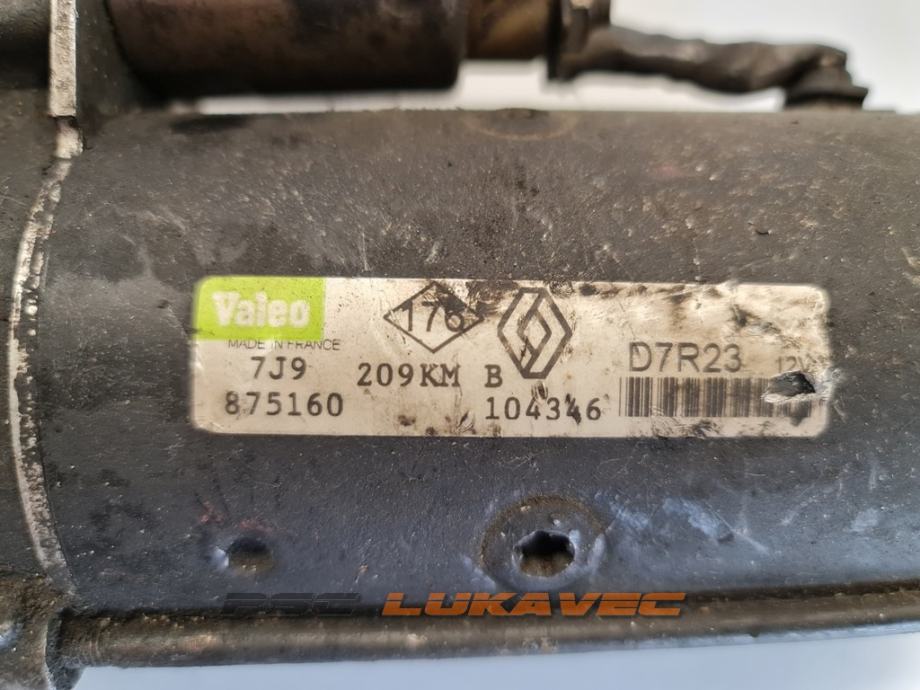 Valeo
MADE IN FRANCE
176
D7R23 12V
7J9 209KM B
875160 104346
PSC LUKAVEC